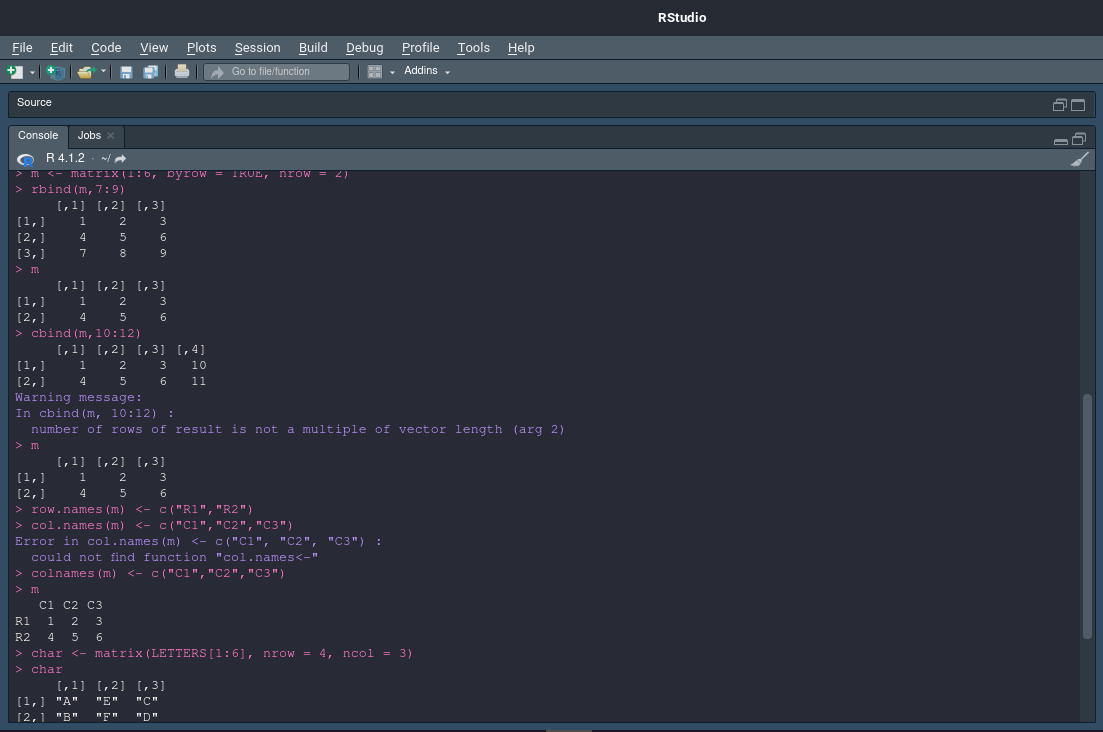 RStudio
File Edit Code View Plots Session Build Debug Profile Tools Help
Go to file/function Addins
Source
Console Jobs
R 4.1.2 · ~/
> m <- matrix(1:6, byrow = TRUE, nrow = 2)
> rbind(m,7:9)
     [,1] [,2] [,3]
[1,]    1    2    3
[2,]    4    5    6
[3,]    7    8    9
> m
     [,1] [,2] [,3]
[1,]    1    2    3
[2,]    4    5    6
> cbind(m,10:12)
     [,1] [,2] [,3] [,4]
[1,]    1    2    3   10
[2,]    4    5    6   11
Warning message:
In cbind(m, 10:12) :
  number of rows of result is not a multiple of vector length (arg 2)
> m
     [,1] [,2] [,3]
[1,]    1    2    3
[2,]    4    5    6
> row.names(m) <- c("R1","R2")
> col.names(m) <- c("C1","C2","C3")
Error in col.names(m) <- c("C1", "C2", "C3") :
  could not find function "col.names<-"
> colnames(m) <- c("C1","C2","C3")
> m
   C1 C2 C3
R1  1  2  3
R2  4  5  6
> char <- matrix(LETTERS[1:6], nrow = 4, ncol = 3)
> char
     [,1] [,2] [,3]
[1,] "A"  "E"  "C"
[2,] "B"  "F"  "D"